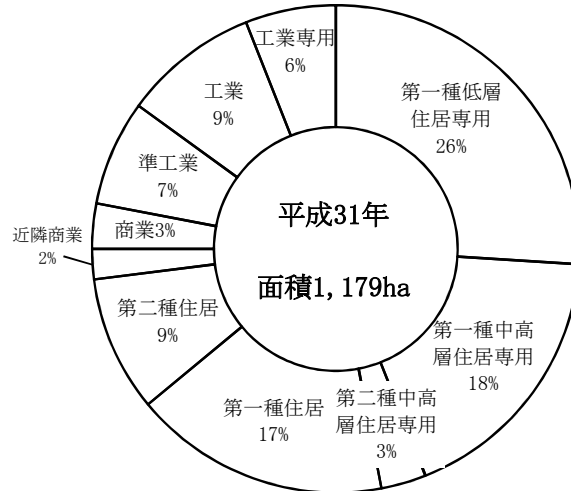 工業専用
6%
第一種低層
住居専用
26%
工業
9%
準工業
7%
商業3%
近隣商業
2%
平成31年
面積1,179ha
第二種住居
9%
第一種中高
層住居専用
18%
第一種住居
17%
第二種中高
層住居専用
3%